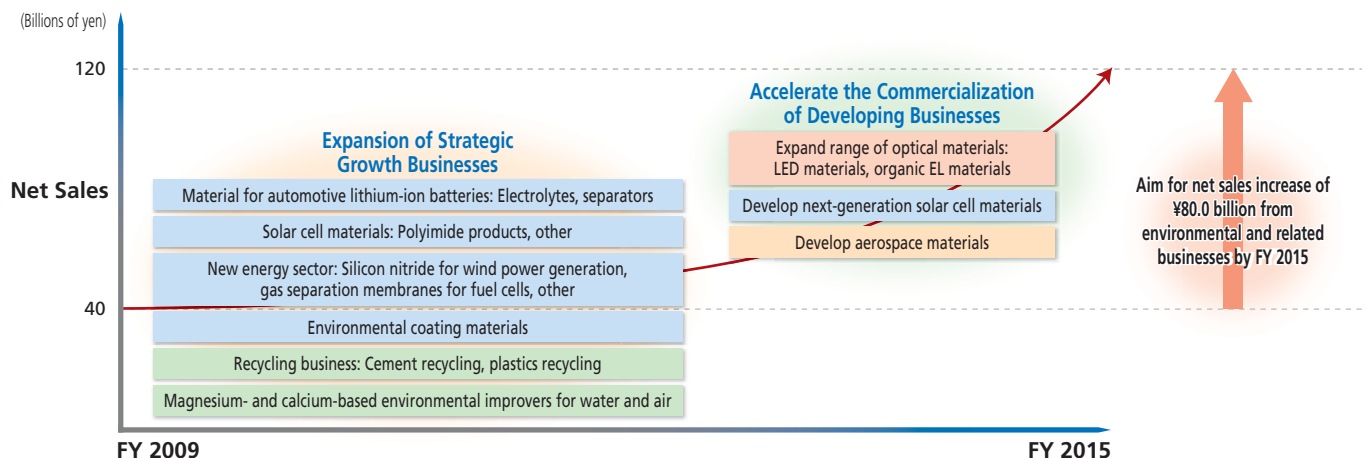 (Billions of yen)
120
40
Net Sales
Expansion of Strategic
Growth Businesses
Material for automotive lithium-ion batteries: Electrolytes, separators
Solar cell materials: Polyimide products, other
New energy sector: Silicon nitride for wind power generation,
gas separation membranes for fuel cells, other
Environmental coating materials
Recycling business: Cement recycling, plastics recycling
Magnesium- and calcium-based environmental improvers for water and air
Accelerate the Commercialization
of Developing Businesses
Expand range of optical materials:
LED materials, organic EL materials
Develop next-generation solar cell materials
Develop aerospace materials
Aim for net sales increase of
¥80.0 billion from
environmental and related
businesses by FY 2015
FY 2009
FY 2015